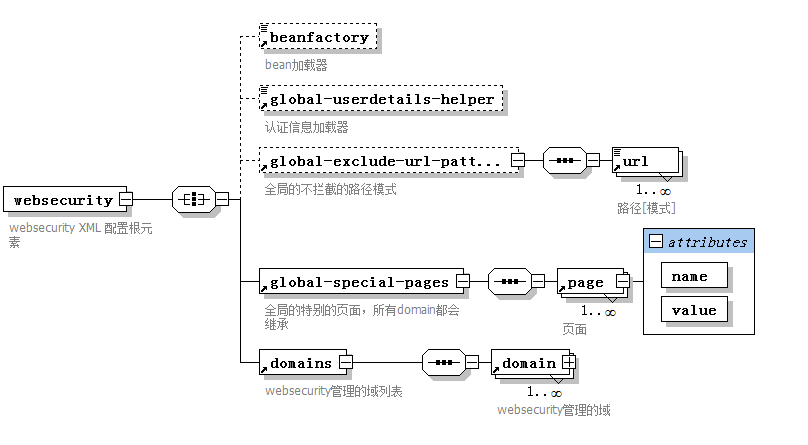 beanfactory
bean加载器
global-userdetails-helper
认证信息加载器
global-exclude-url-patt...
全局的不拦截的路径模式
url
1..∞
路径[模式]
websecurity
websecurity XML 配置根元
素
attributes
name
value
global-special-pages
全局的特别的页面，所有domain都会
继承
page
1..∞
页面
domains
websecurity管理的域列表
domain
1..∞
websecurity管理的域